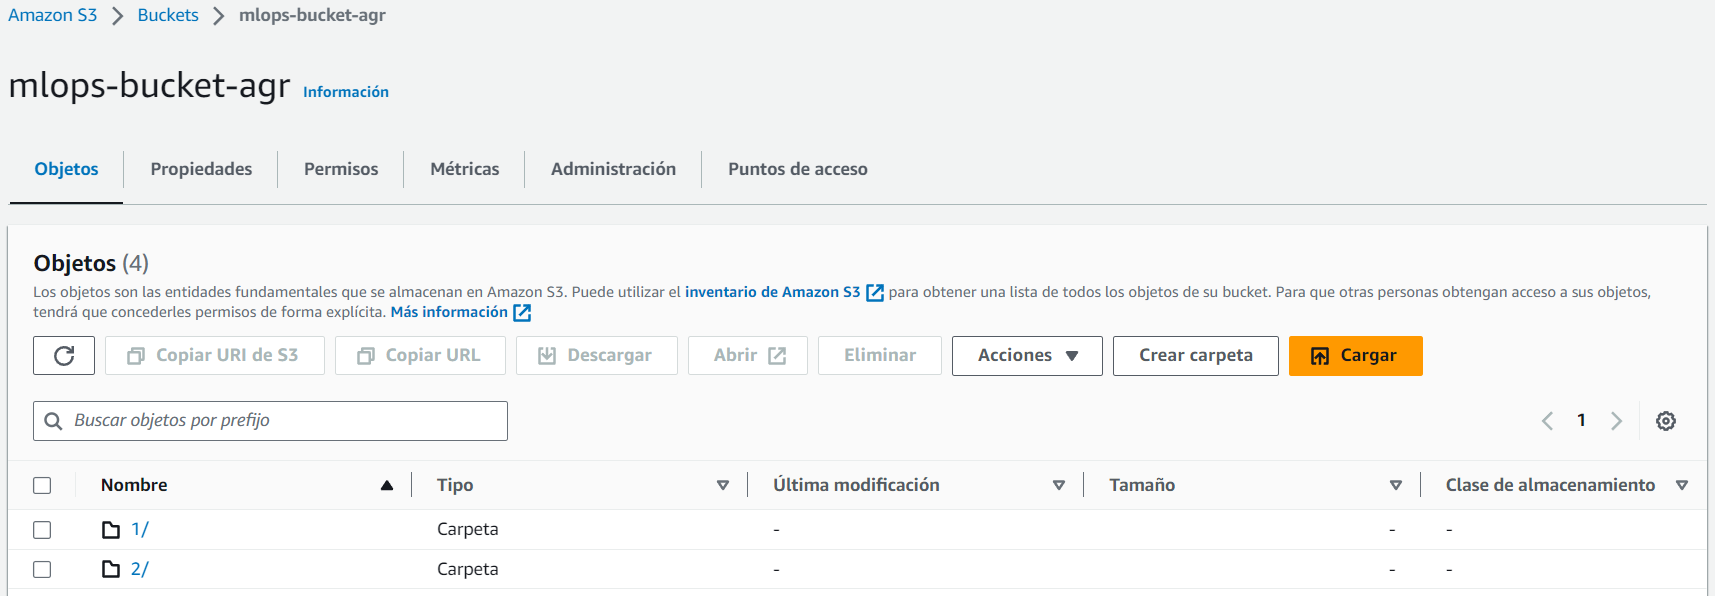 Amazon S3 > Buckets > mlops-bucket-agr
mlops-bucket-agr Información
Objetos Propiedades Permisos Métricas Administración Puntos de acceso
Objetos (4)
Los objetos son las entidades fundamentales que se almacenan en Amazon S3. Puede utilizar el inventario de Amazon S3 para obtener una lista de todos los objetos de su bucket. Para que otras personas obtengan acceso a sus objetos,
tendrá que concederles permisos de forma explícita. Más información
Copiar URI de S3 Copiar URL Descargar Abrir Eliminar Acciones Crear carpeta Cargar
Buscar objetos por prefijo 1
Nombre Tipo Última modificación Tamaño Clase de almacenamiento
1/ Carpeta - - -
2/ Carpeta - - -